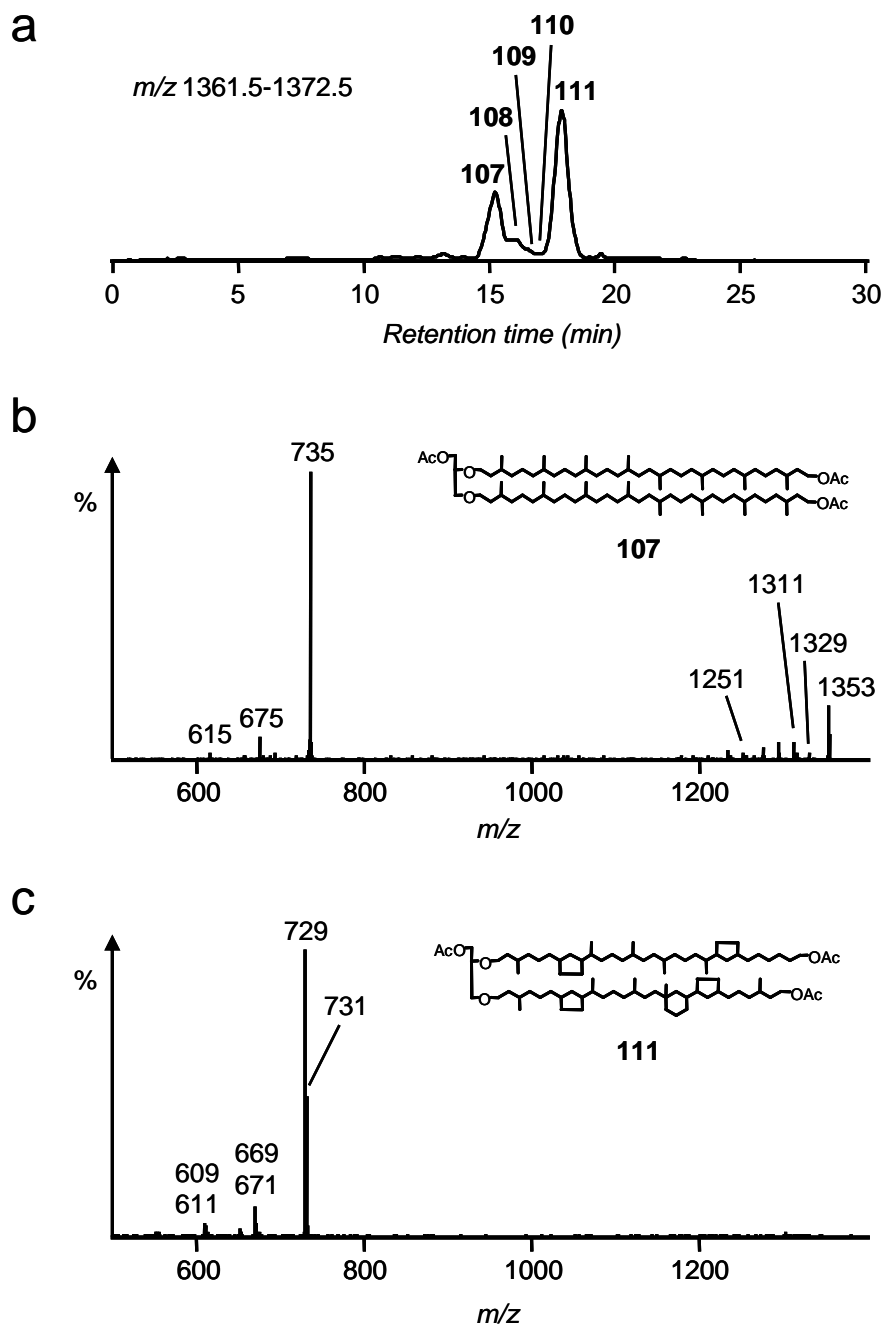 a
m/z 1361.5-1372.5
110
109
111
108
107
0 5 10 15 20 25 30
Retention time (min)
b
735
%
AcO
O
OAc
O
OAc
107
1311
1329
1251
1353
615
675
600 800 1000 1200
m/z
c
729
%
AcO
O
OAc
731
O
OAc
111
669
609
671
611
600 800 1000 1200
m/z